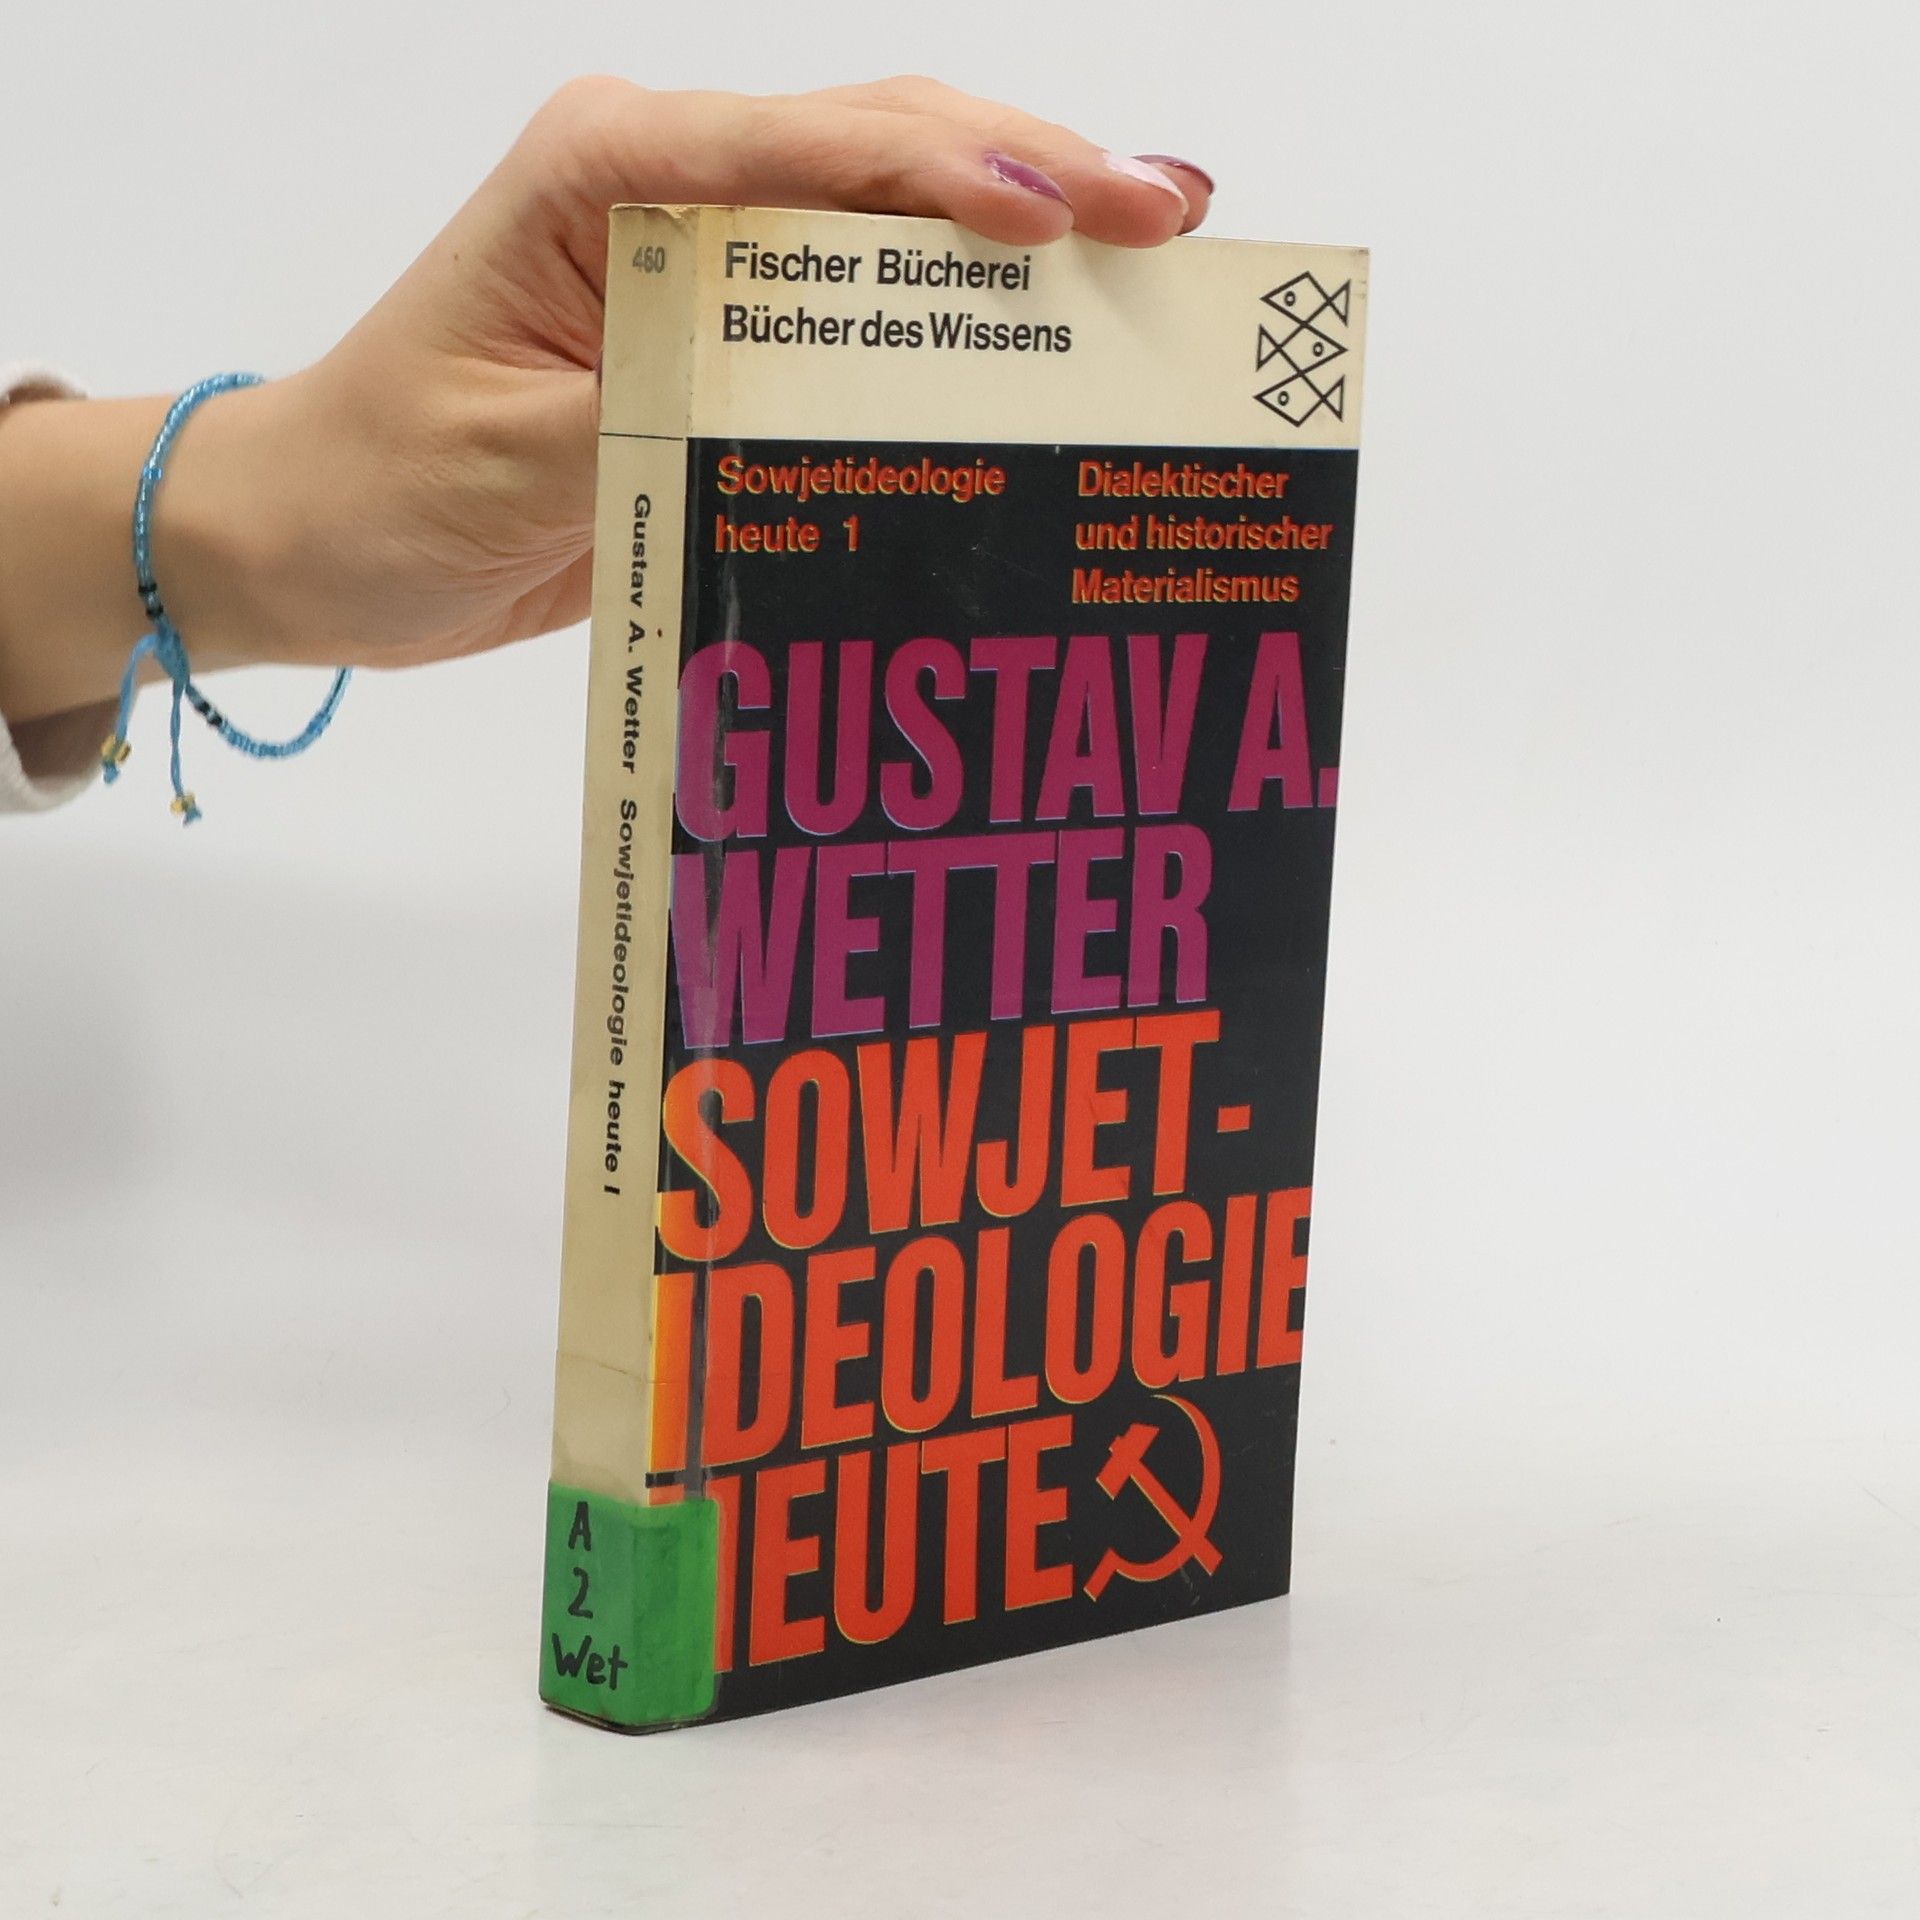 460
Gustav A. Wetter Sowjetideologie heute I
A
2
Wet
Fischer Bücherei
Bücher des Wissens
Sowjetideologie
heute 1
Dialektischer
und historischer
Materialismus
GUSTAV A.
WETTER
SOWJET-
IDEOLOGIE
HEUTE